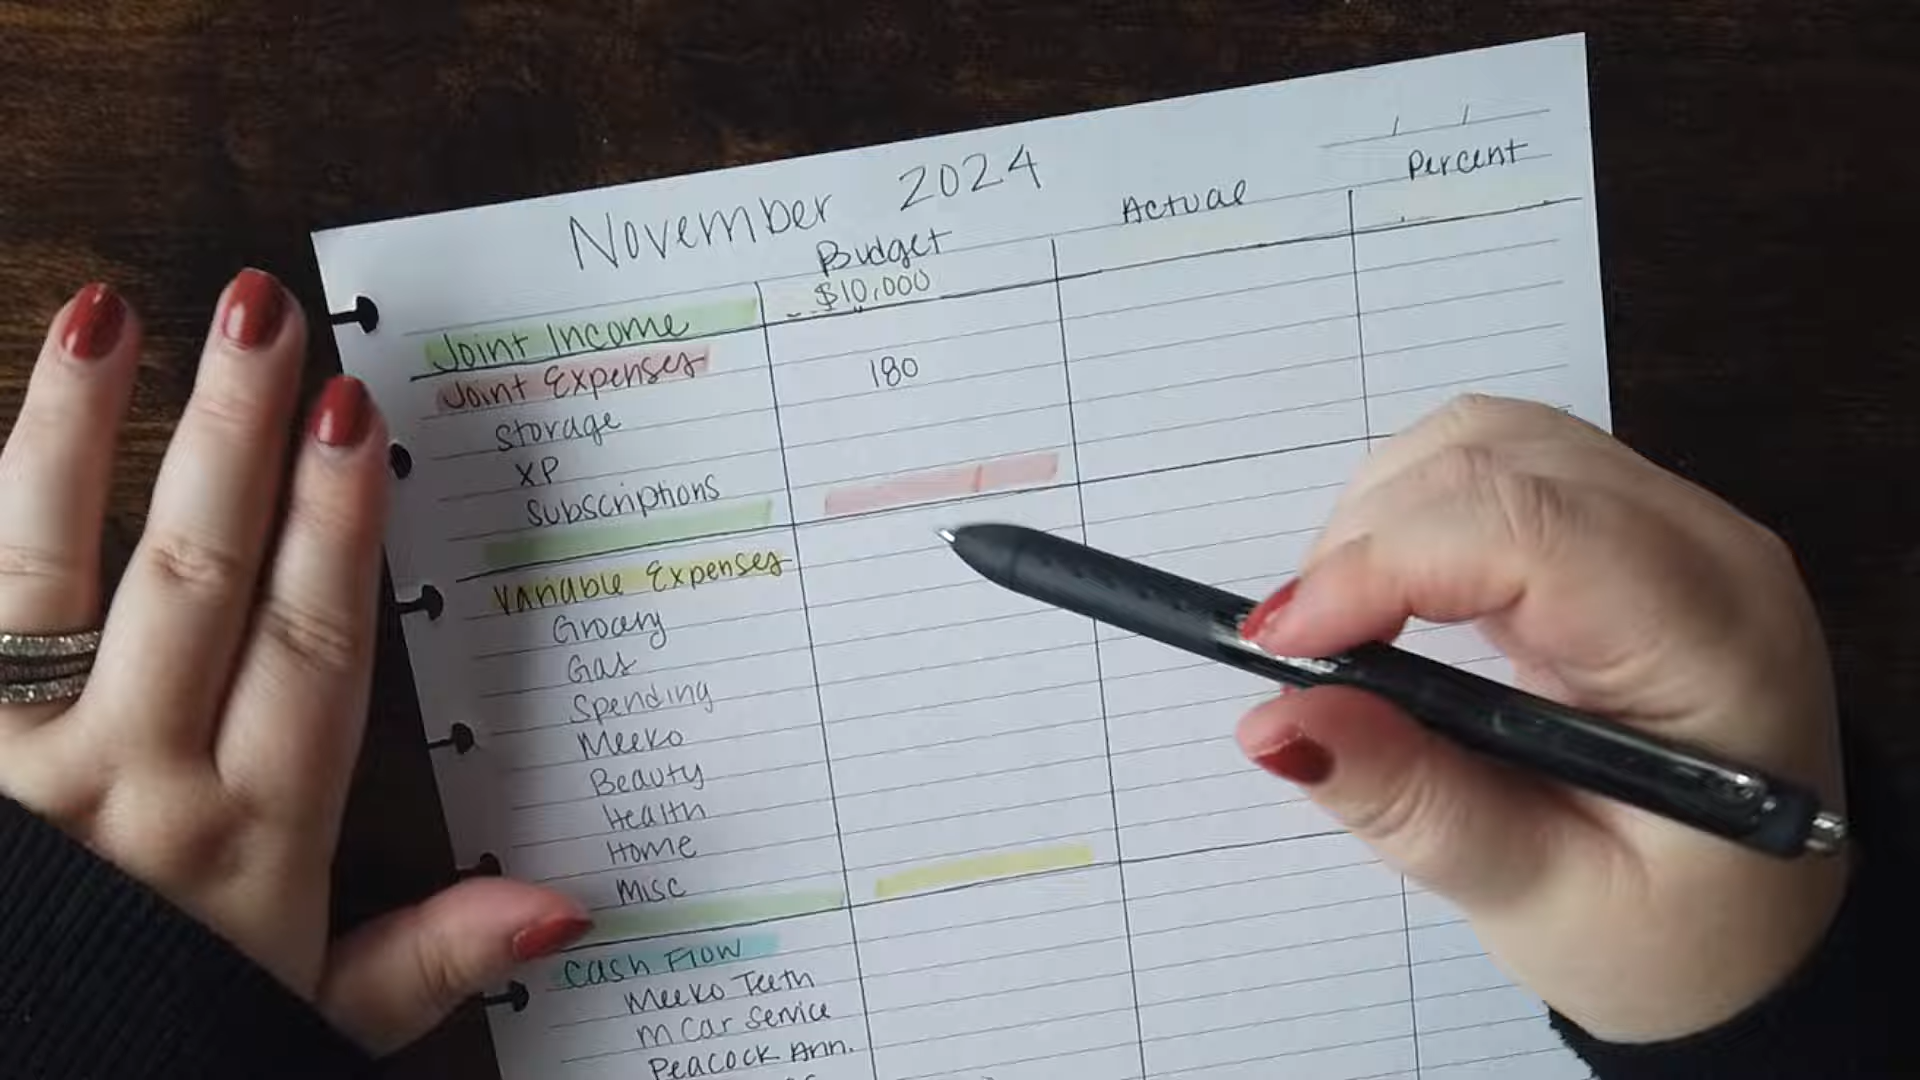 November 2024
Budget Actual Percent
Joint Income $10,000
Joint Expenses
Storage 180
XP
Subscriptions
Variable Expenses
Grocery
Gas
Spending
Meeko
Beauty
Health
Home
Misc
Cash Flow
Meeko Teeth
M Car Service
Peacock Ann.